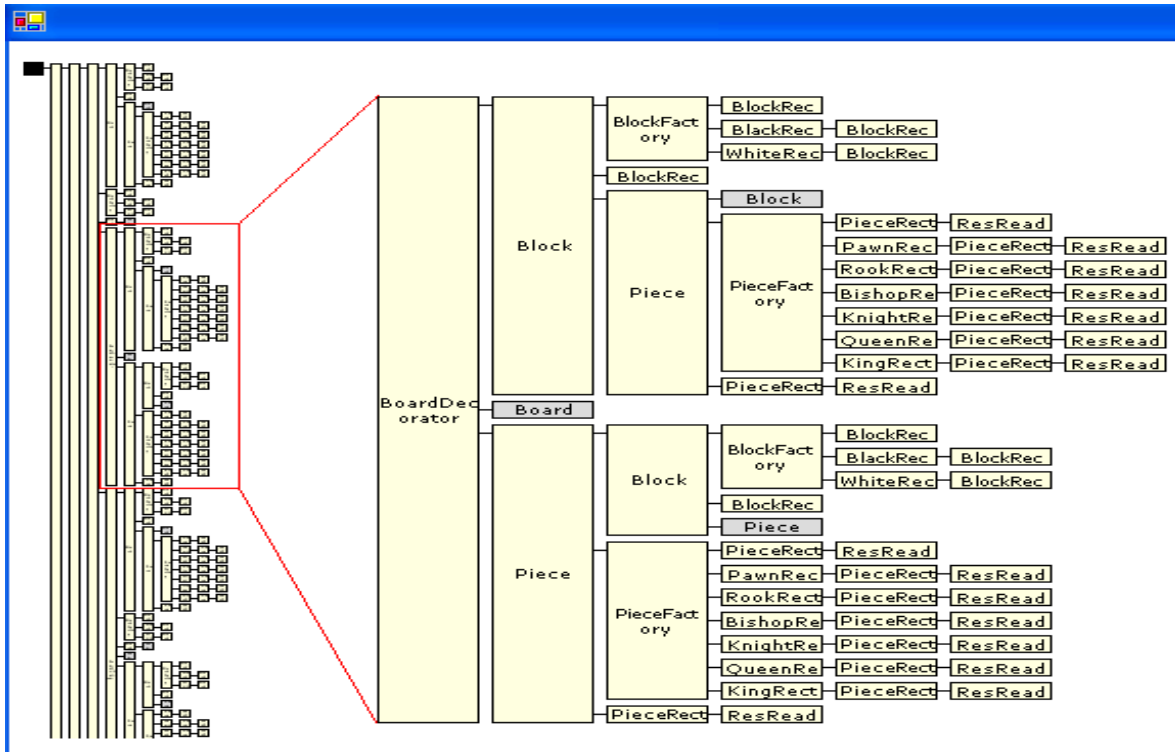 BlockRec
BlockFact
ory
BlackRec
BlockRec
WhiteRec
BlockRec
BlockRec
Block
Block
PieceRect
ResRead
PawnRec
PieceRect
ResRead
RookRect
PieceRect
ResRead
Piece
PieceFact
ory
BishopRe
PieceRect
ResRead
KnightRe
PieceRect
ResRead
QueenRe
PieceRect
ResRead
KingRect
PieceRect
ResRead
PieceRect
ResRead
BoardDec
orator
Board
BlockRec
Block
BlockFact
ory
BlackRec
BlockRec
WhiteRec
BlockRec
BlockRec
Piece
Piece
PieceRect
ResRead
PawnRec
PieceRect
ResRead
RookRect
PieceRect
ResRead
PieceFact
ory
BishopRe
PieceRect
ResRead
KnightRe
PieceRect
ResRead
QueenRe
PieceRect
ResRead
KingRect
PieceRect
ResRead
PieceRect
ResRead